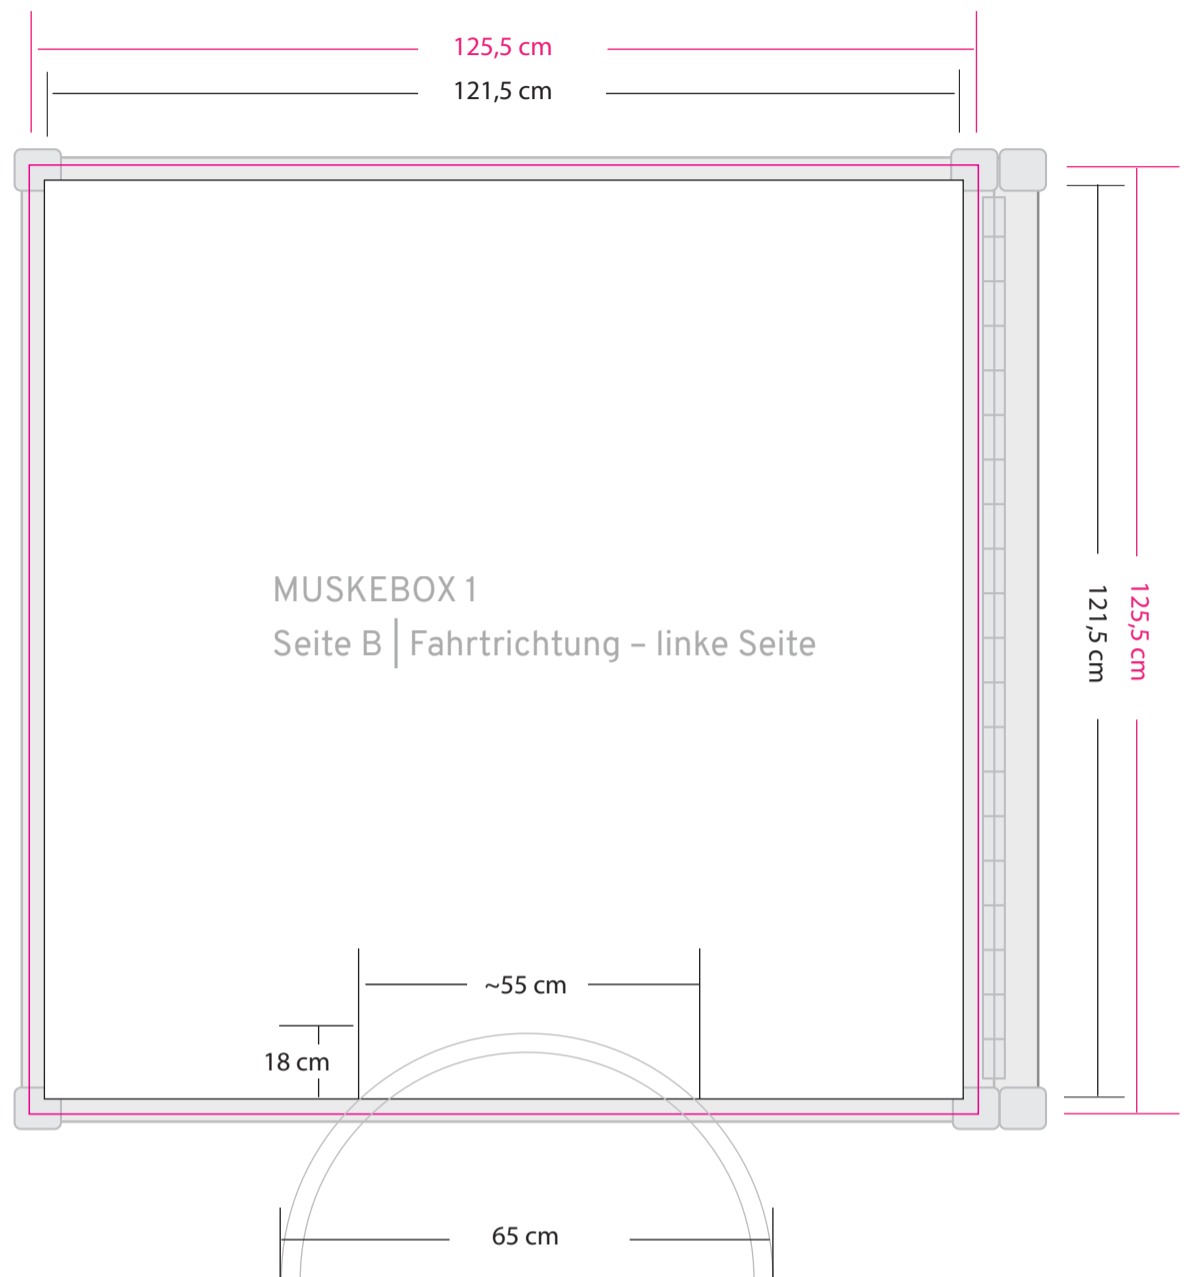 125,5 cm
121,5 cm
121,5 cm
125,5 cm
MUSKEBOX 1
Seite B | Fahrtrichtung – linke Seite
~55 cm
18 cm
65 cm